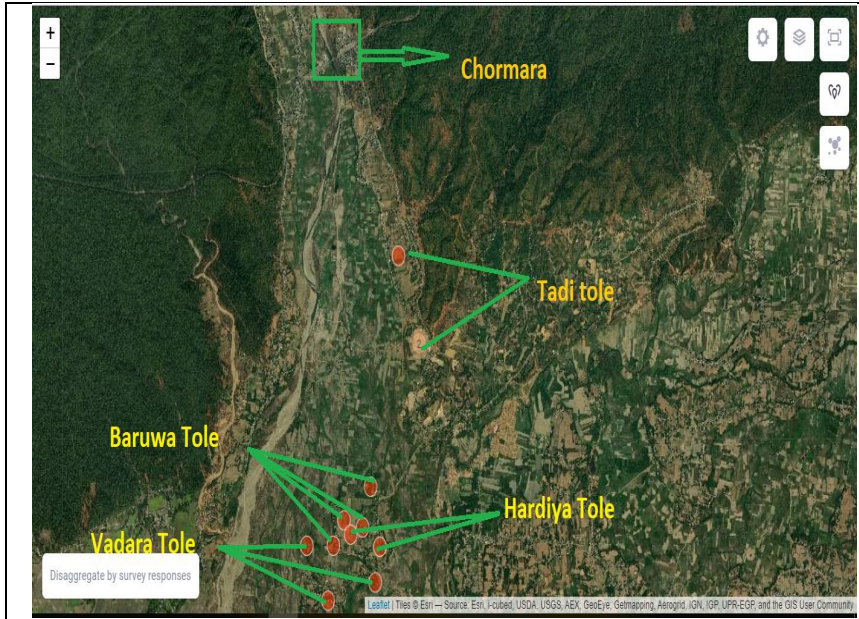 +
−
Chormara
Tadi tole
2
Baruwa Tole
Hardiya Tole
Vadara Tole
Disaggregate by survey responses
Leaflet | Tiles © Esri — Source: Esri, i-cubed, USDA, USGS, AEX, GeoEye, Getmapping, Aerogrid, IGN, IGP, UPR-EGP, and the GIS User Community